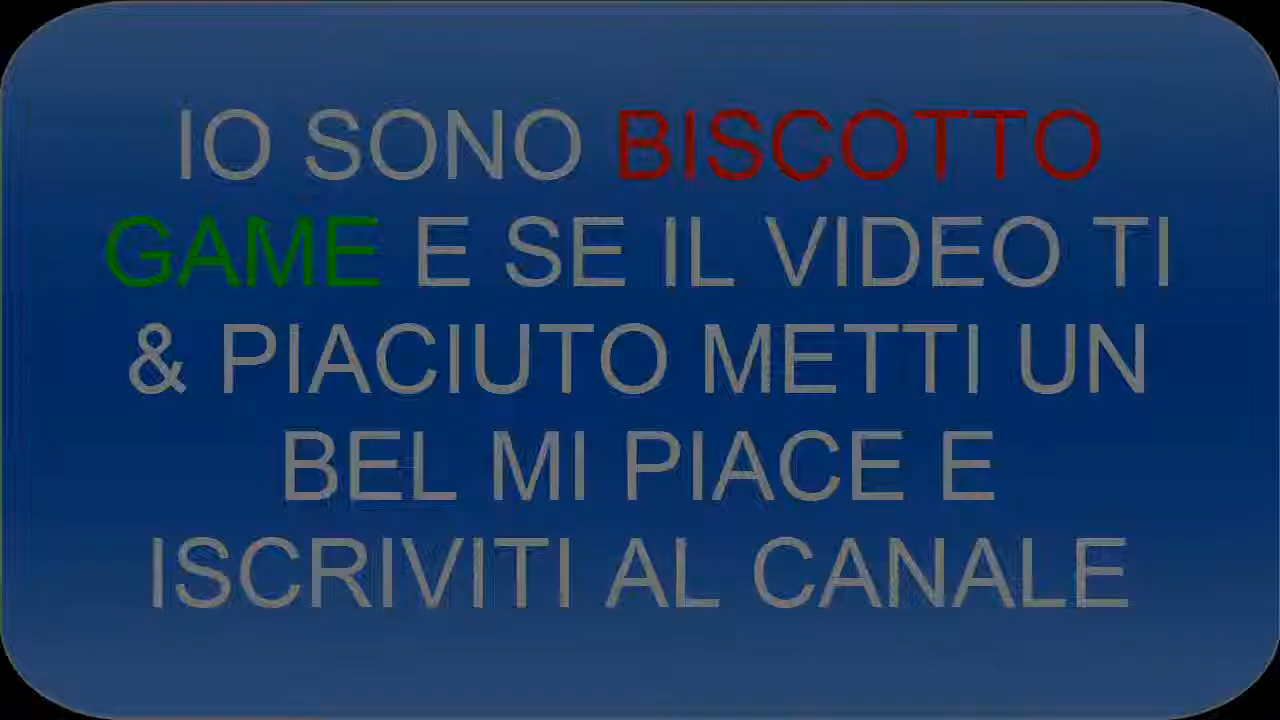 IO SONO BISCOTTO
GAME E SE IL VIDEO TI
& PIACIUTO METTI UN
BEL MI PIACE E
ISCRIVITI AL CANALE